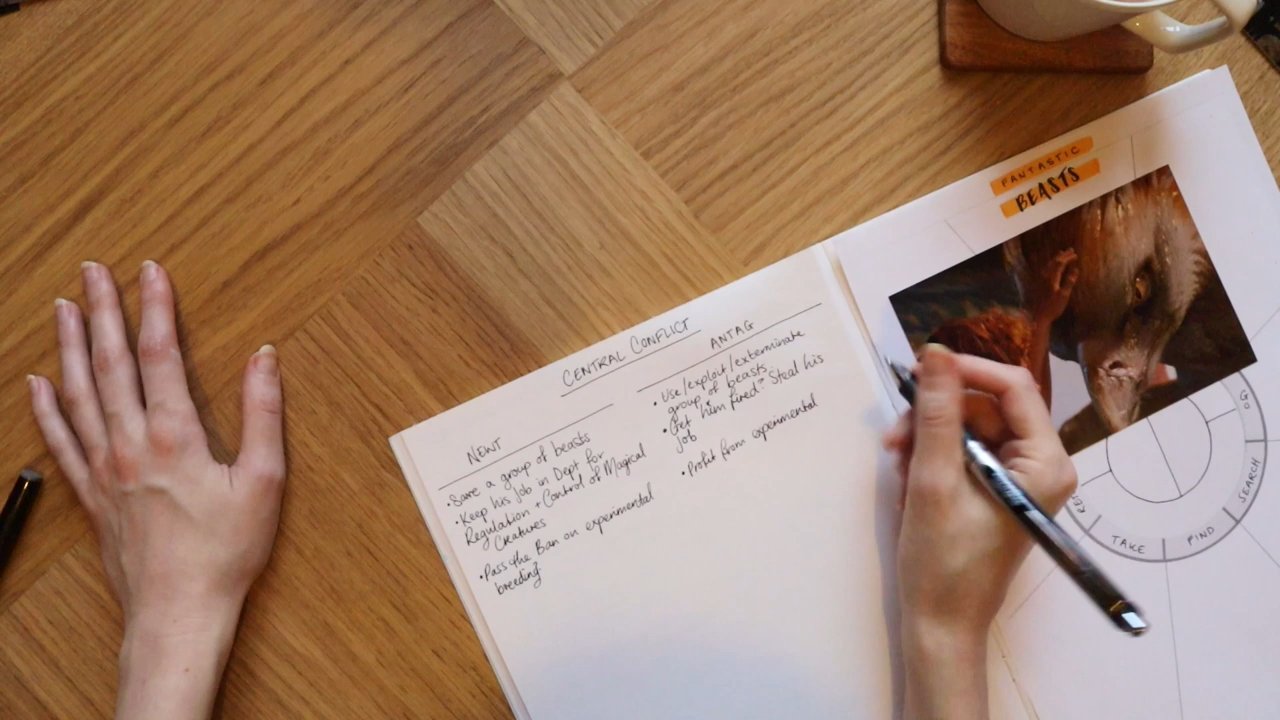 CENTRAL CONFLICT
NEWT
• Save a group of beasts
• Keep his job in Dept for
Regulation + Control of Magical
Creatures
• Pass the Ban on experimental
breeding?
ANTAG
• Use/exploit/exterminate
group of beasts
• Get him fired? Steal his
job
• Profit from experimental
FANTASTIC
BEASTS
GO
SEARCH
FIND
TAKE